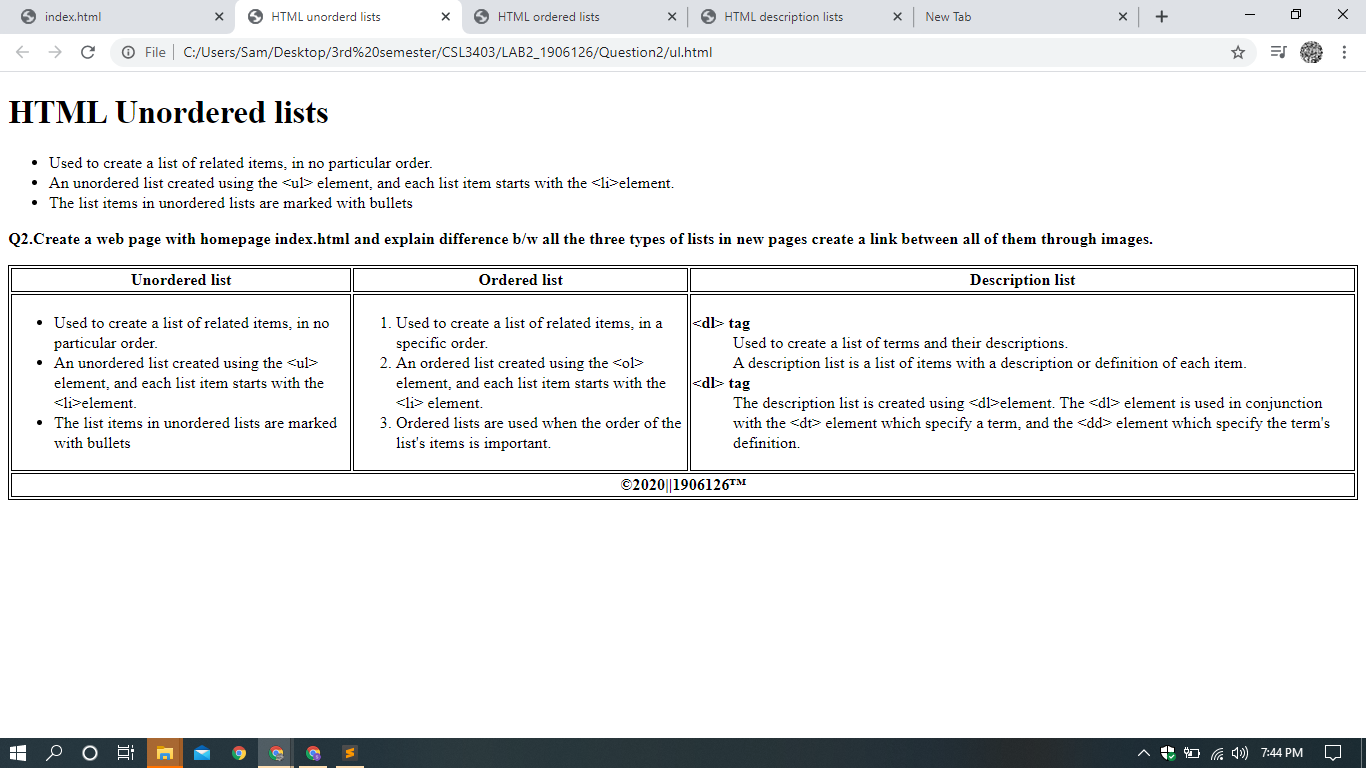 index.html
HTML unorderd lists
HTML ordered lists
HTML description lists
New Tab
File
C:/Users/Sam/Desktop/3rd%20semester/CSL3403/LAB2_1906126/Question2/ul.html
HTML Unordered lists
• Used to create a list of related items, in no particular order.
• An unordered list created using the <ul> element, and each list item starts with the <li>element.
• The list items in unordered lists are marked with bullets
Q2.Create a web page with homepage index.html and explain difference b/w all the three types of lists in new pages create a link between all of them through images.
Unordered list
Ordered list
Description list
• Used to create a list of related items, in no
particular order.
• An unordered list created using the <ul>
element, and each list item starts with the
<li>element.
• The list items in unordered lists are marked
with bullets
1. Used to create a list of related items, in a
specific order.
2. An ordered list created using the <ol>
element, and each list item starts with the
<li> element.
3. Ordered lists are used when the order of the
list's items is important.
<dl> tag
Used to create a list of terms and their descriptions.
A description list is a list of items with a description or definition of each item.
<dl> tag
The description list is created using <dl>element. The <dl> element is used in conjunction
with the <dt> element which specify a term, and the <dd> element which specify the term's
definition.
©2020||1906126™
7:44 PM